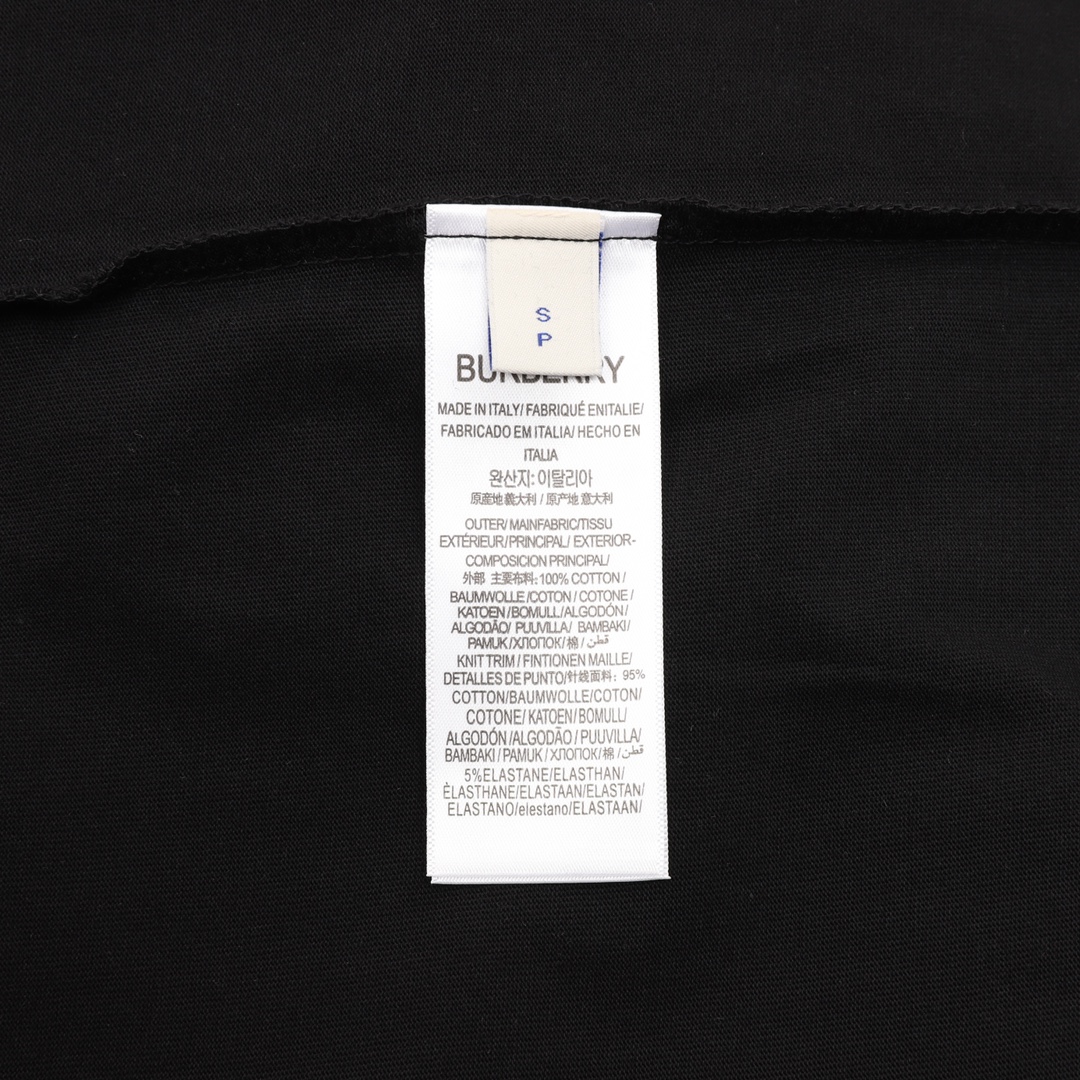 S
P
BURBERRY
MADE IN ITALY/ FABRIQUÉ ENITALIE/
FABRICADO EM ITALIA/ HECHO EN
ITALIA
완산지: 이탈리아
原産地 義大利 / 原产地 意大利
OUTER/ MAINFABRIC/TISSU
EXTÉRIEUR/PRINCIPAL/ EXTERIOR-
COMPOSICION PRINCIPAL/
外部 主要布料: 100% COTTON /
BAUMWOLLE /COTON / COTONE /
KATOEN /BOMULL/ALGODÓN /
ALGODÃO/ PUUVILLA/ BAMBAKI/
PAMUK /ХЛОПОК/ 棉 / قطن
KNIT TRIM / FINTIONEN MAILLE/
DETALLES DE PUNTO/针线面料: 95%
COTTON/BAUMWOLLE/COTON/
COTONE/ KATOEN/ BOMULL/
ALGODÓN /ALGODÃO / PUUVILLA/
BAMBAKI / PAMUK / ХЛОПОК/ 棉 / قطن
5%ELASTANE/ELASTHAN/
ÈLASTHANE/ELASTAAN/ELASTAN/
ELASTANO/elestano/ELASTAAN/